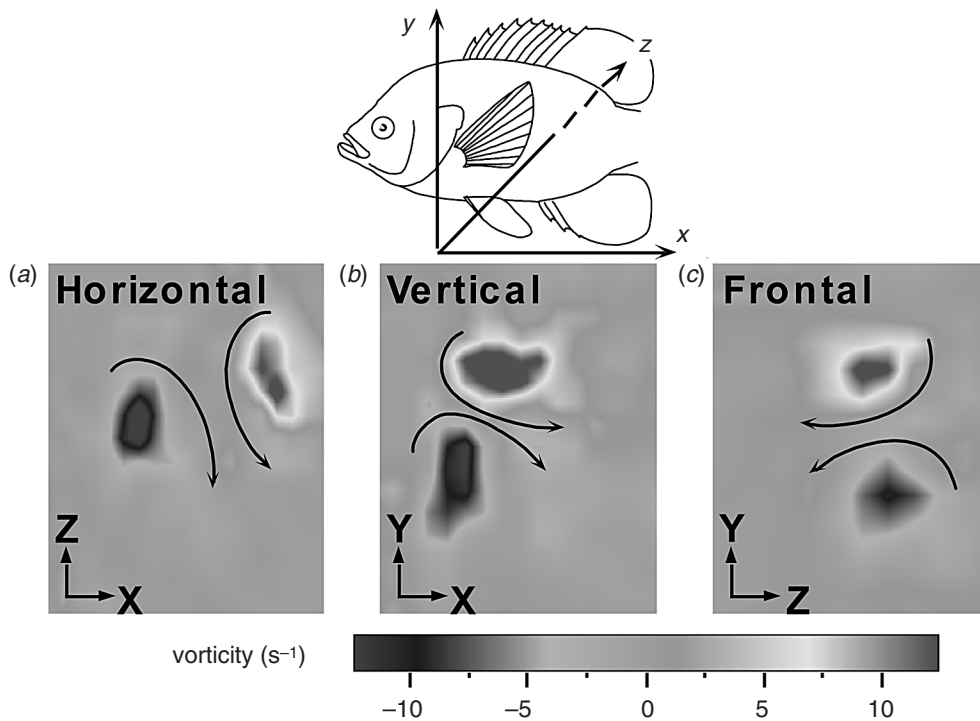 y
z
x
(a) Horizontal
(b) Vertical
(c) Frontal
Z
X
Y
X
Y
Z
vorticity (s⁻¹)
−10 −5 0 5 10